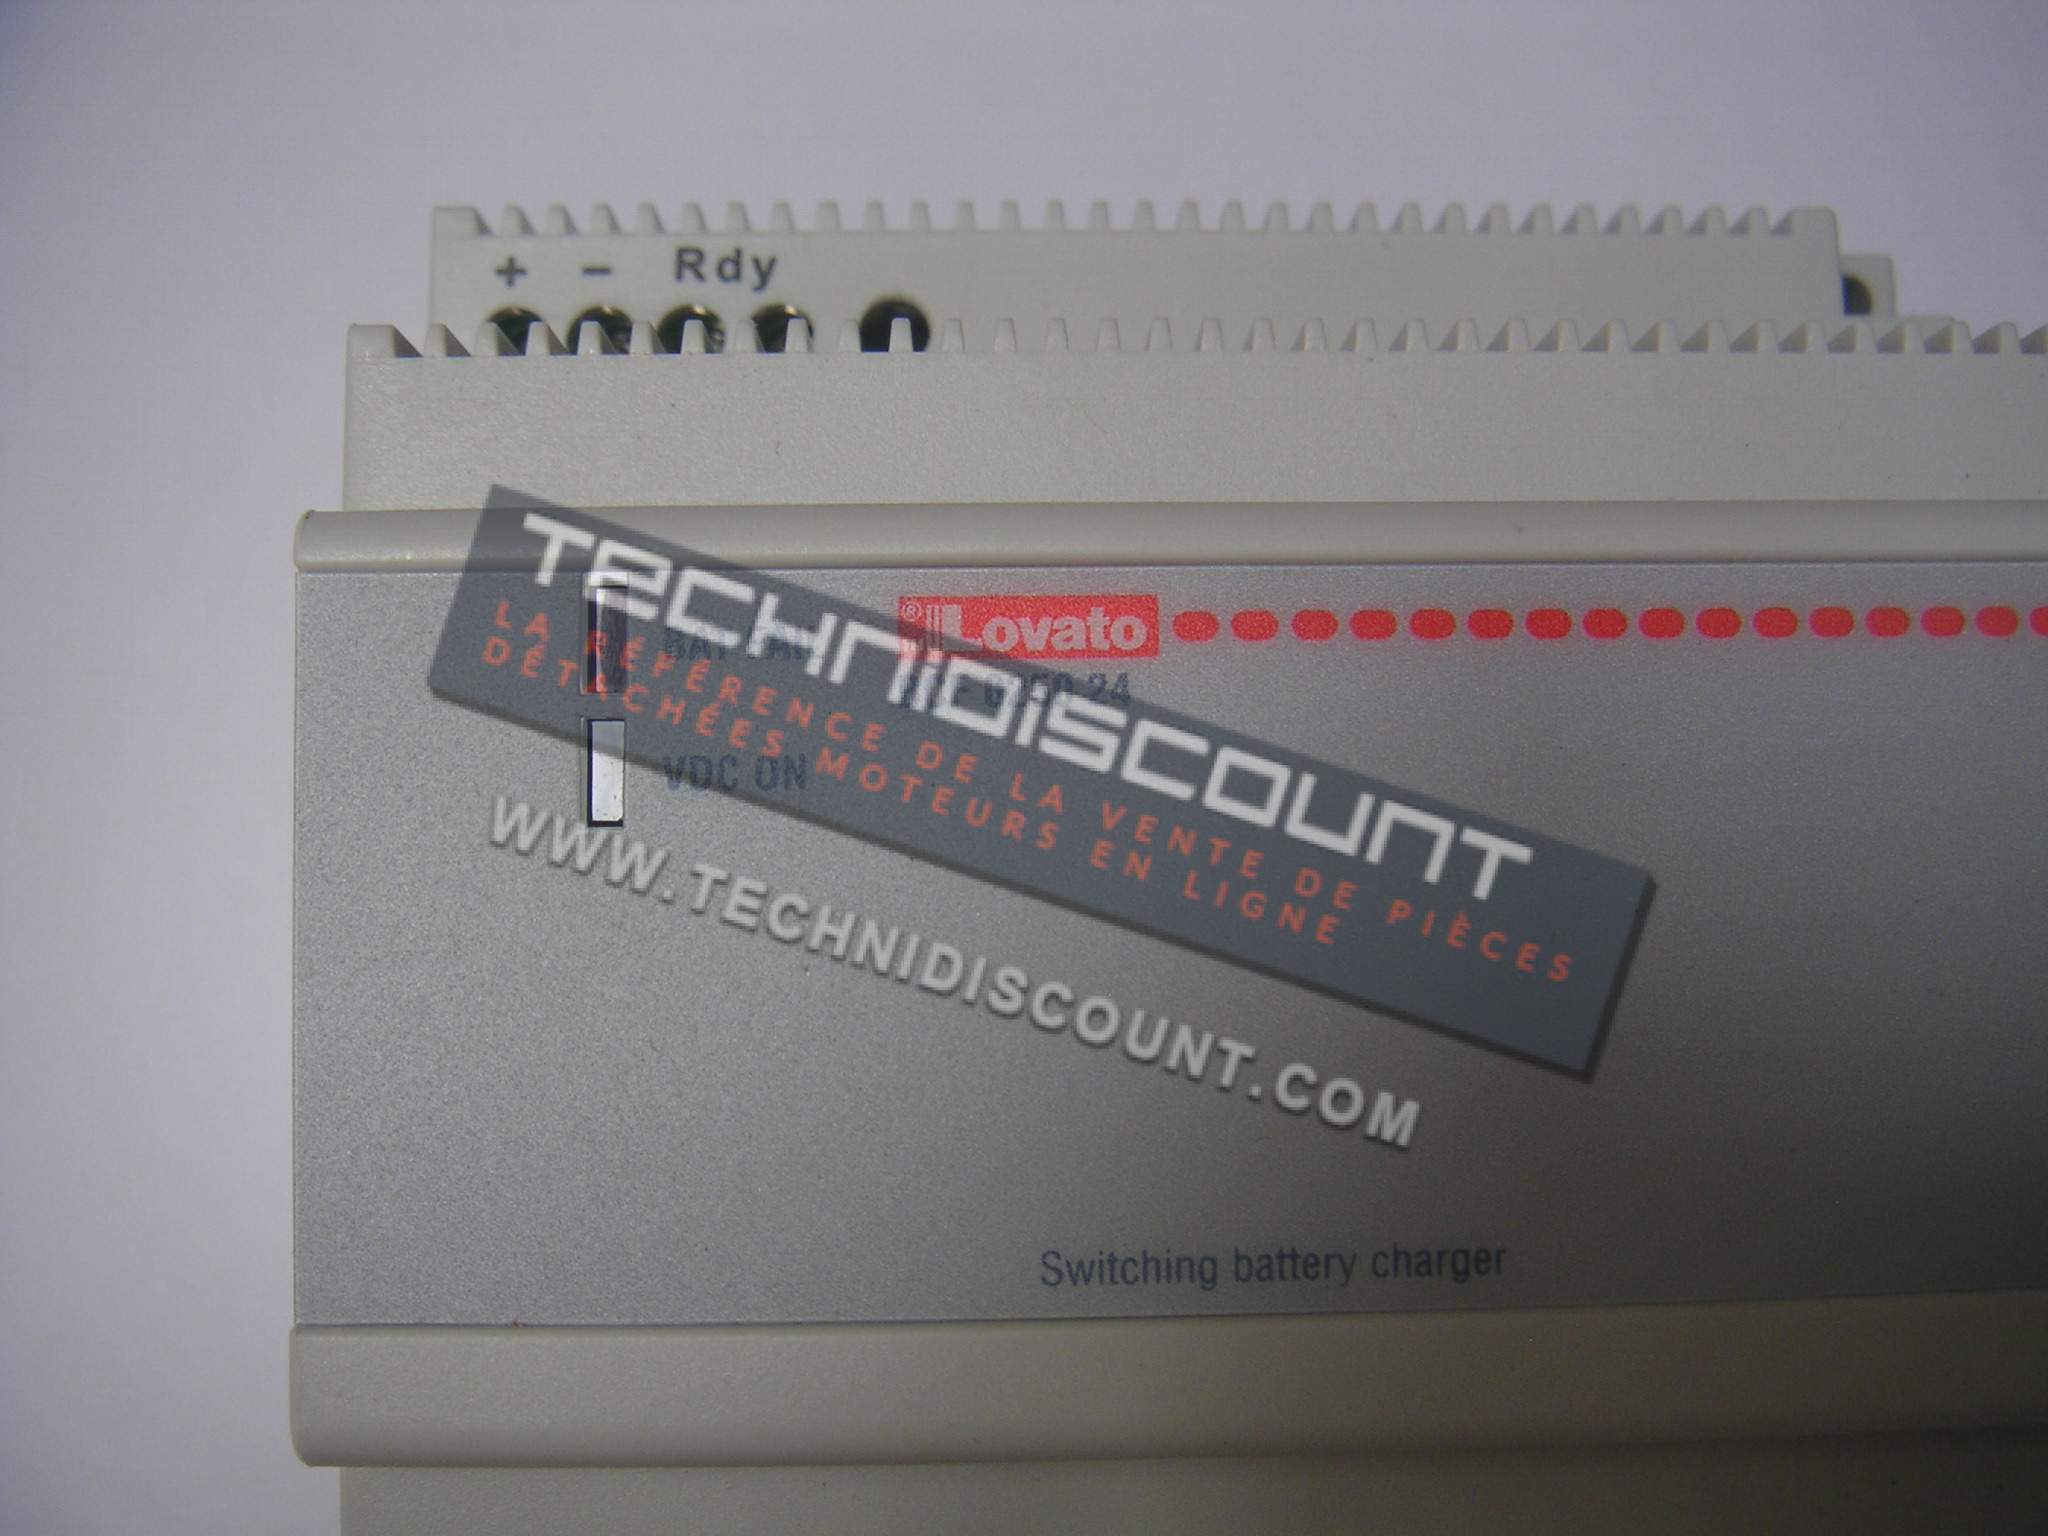 + − Rdy
® Lovato
24
VDC ON
TECHNIDISCOUNT
LA RÉFÉRENCE DE LA VENTE DE PIÈCES
DÉTACHÉES MOTEURS EN LIGNE
WWW.TECHNIDISCOUNT.COM
Switching battery charger